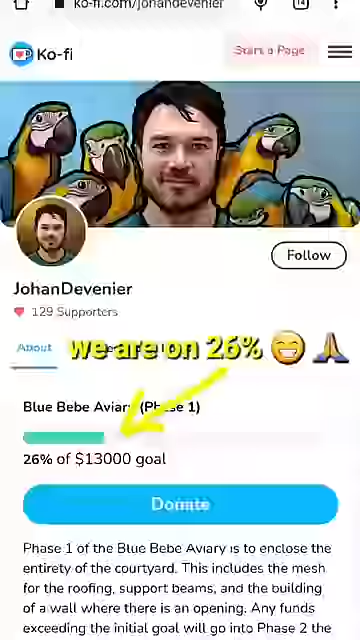 ko-fi.com/johandevenier
14
Ko-fi
Start a Page
Follow
JohanDevenier
129 Supporters
About
we are on 26% 😁 🙏
Blue Bebe Aviary (Phase 1)
26% of $13000 goal
Donate
Phase 1 of the Blue Bebe Aviary is to enclose the
entirety of the courtyard. This includes the mesh
for the roofing, support beams, and the building
of a wall where there is an opening. Any funds
exceeding the initial goal will go into Phase 2 the